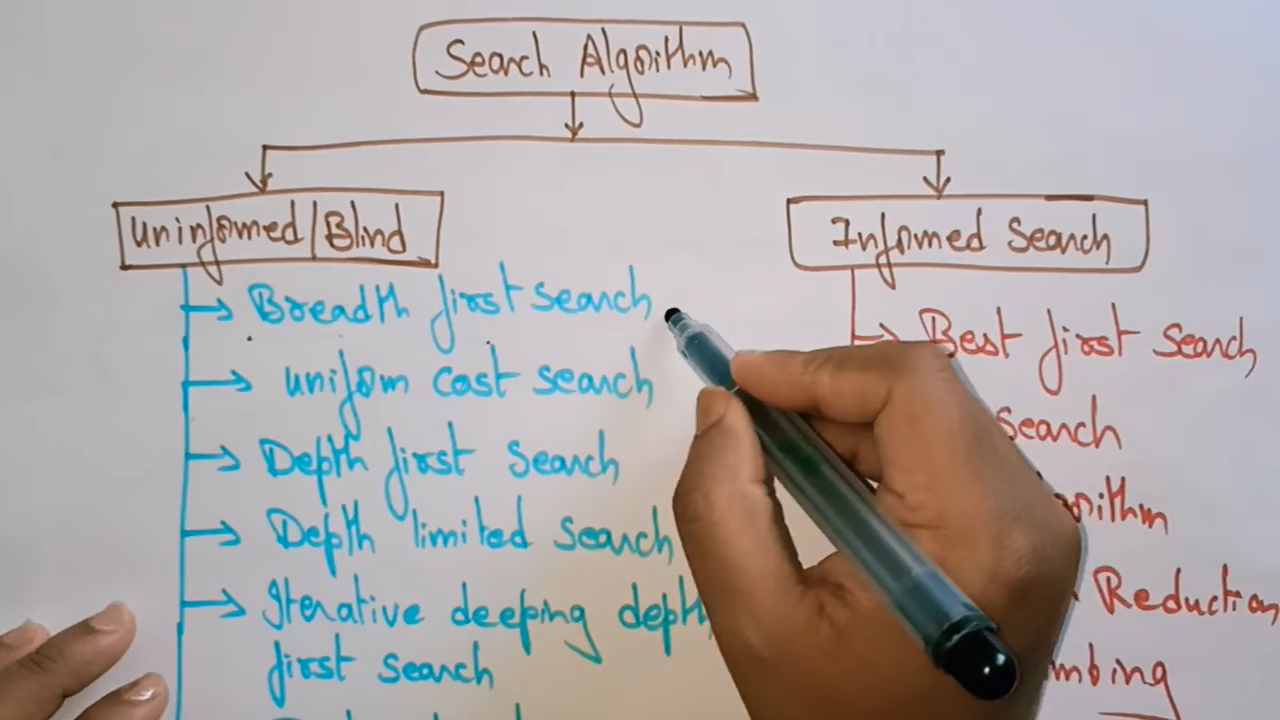 Search Algorithm
Uninformed/Blind
Breadth first search
uniform cost search
Depth first search
Depth limited search
Iterative deeping depth
first search
Informed Search
Best first search
search
Reduction